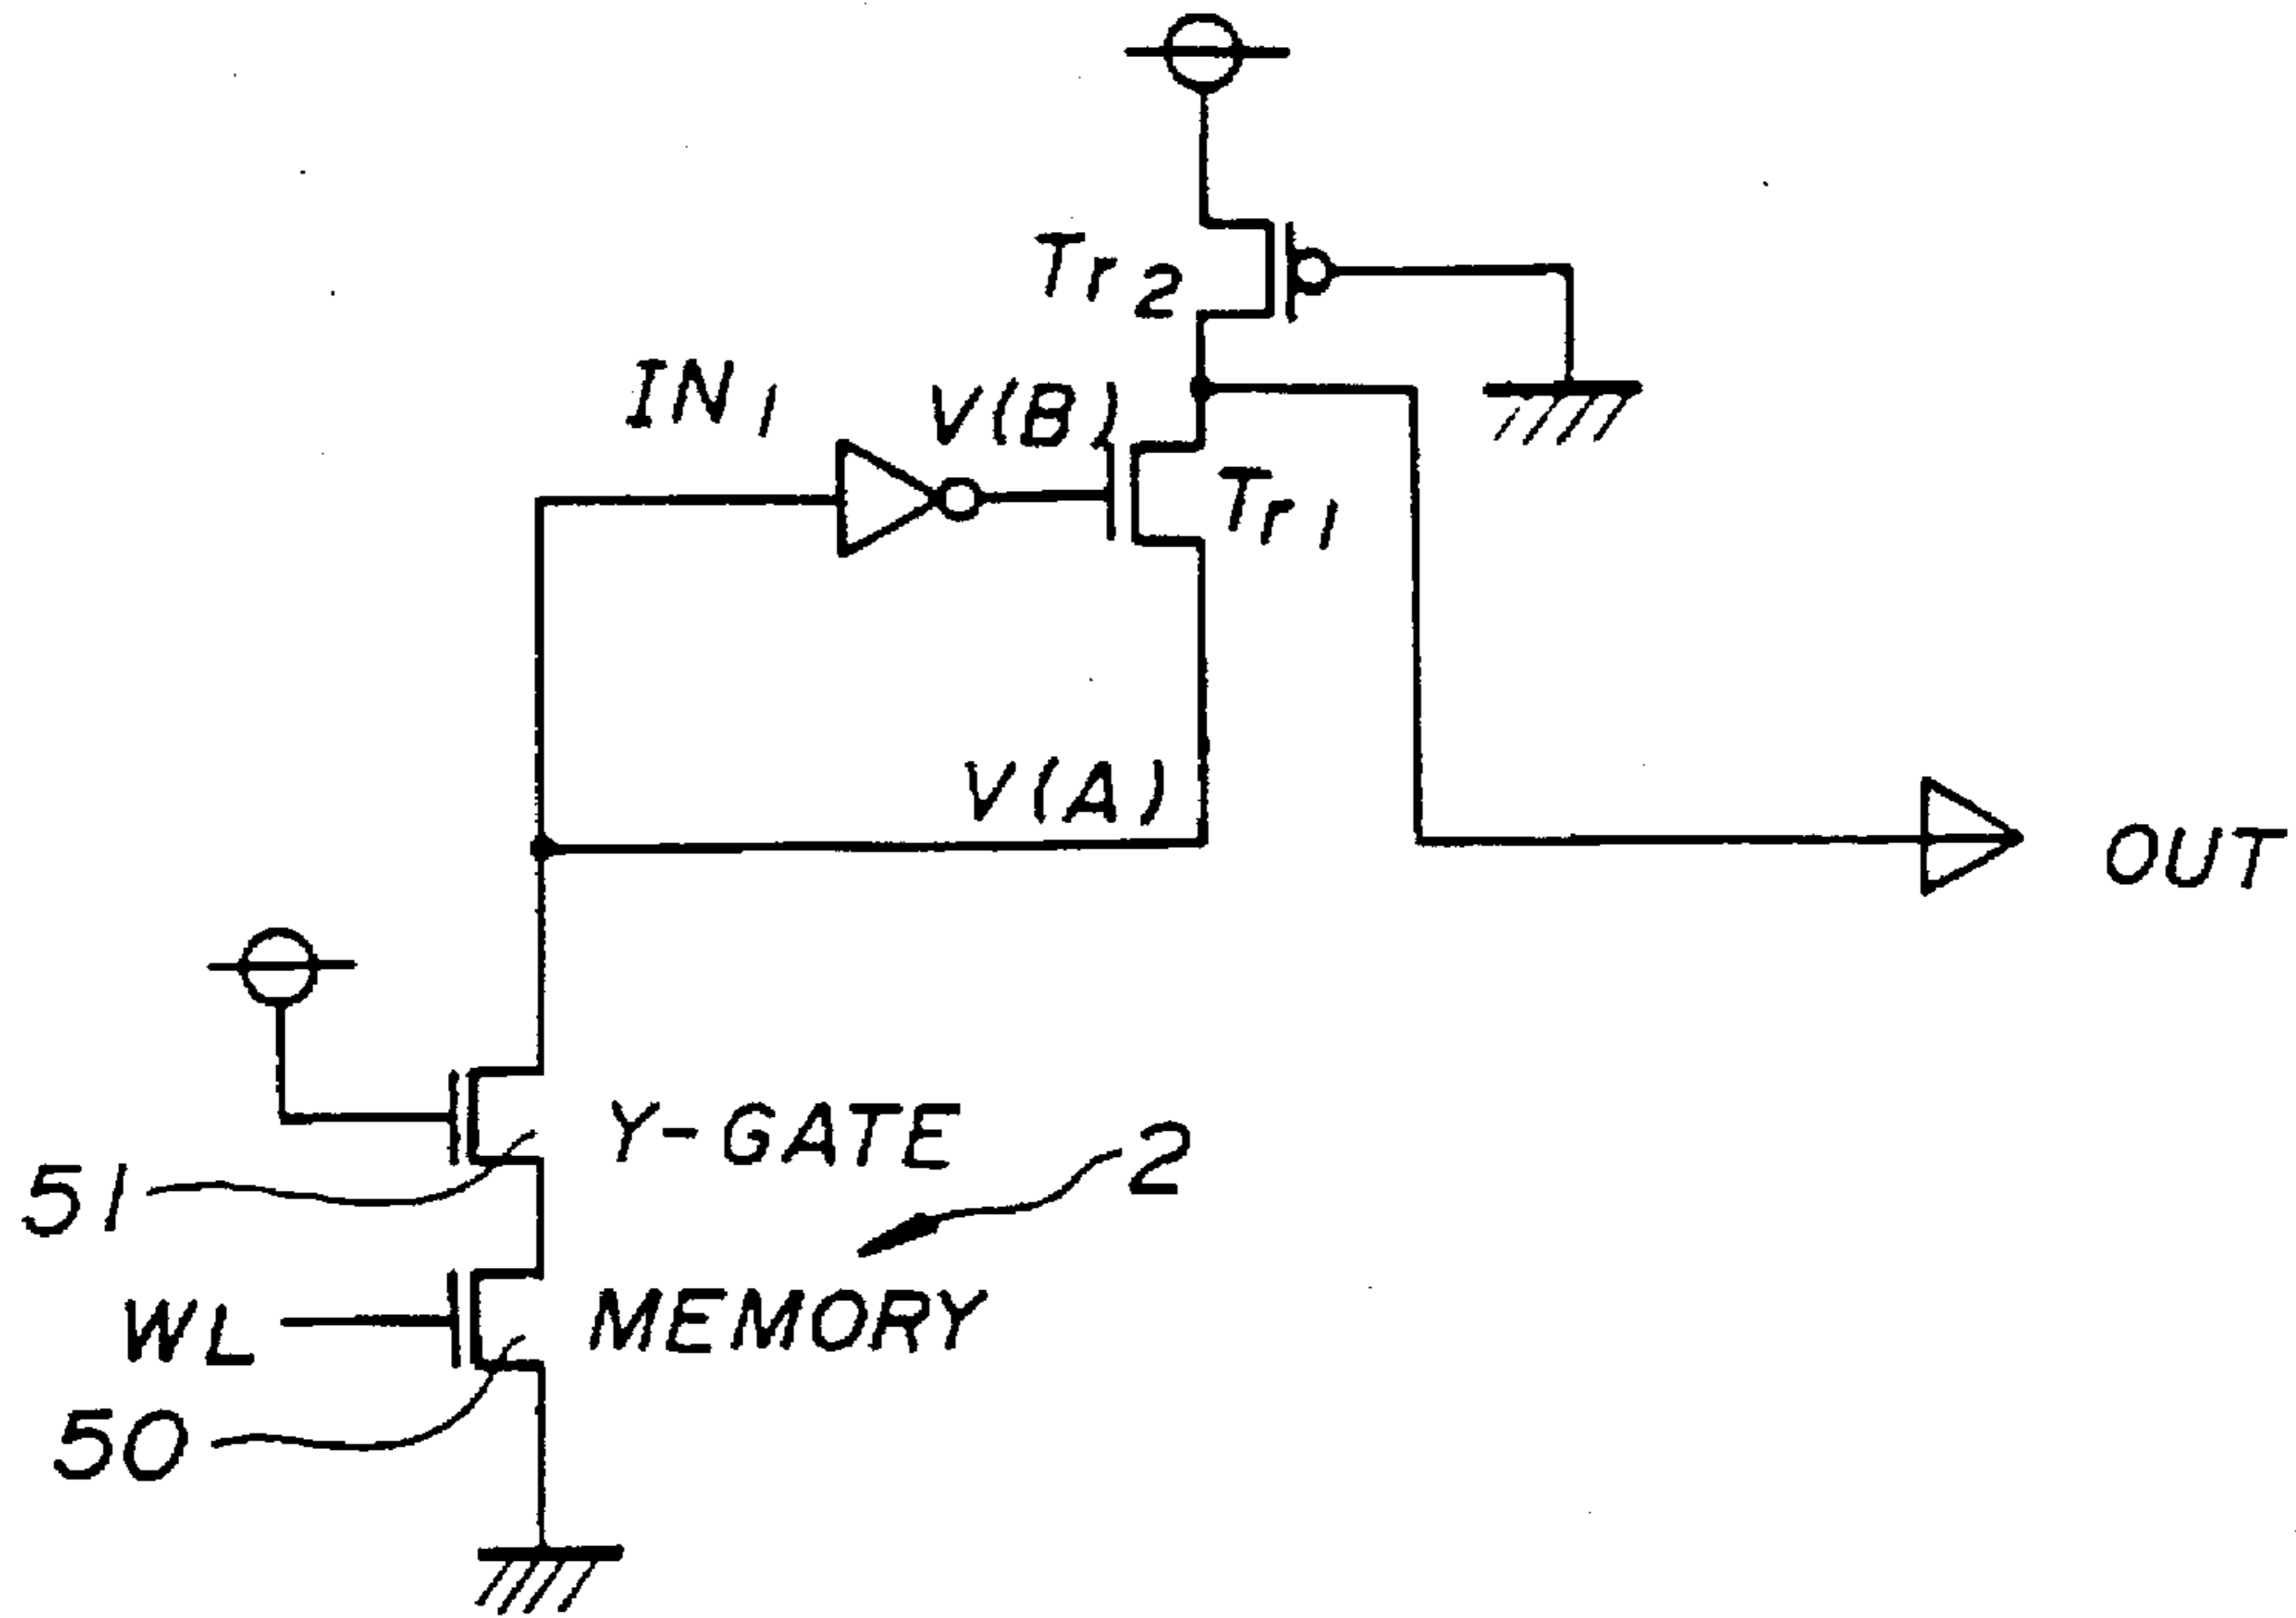 Tr2
IN1
V(B)
Tr1
V(A)
OUT
Y-GATE
51
2
WL
MEMORY
50